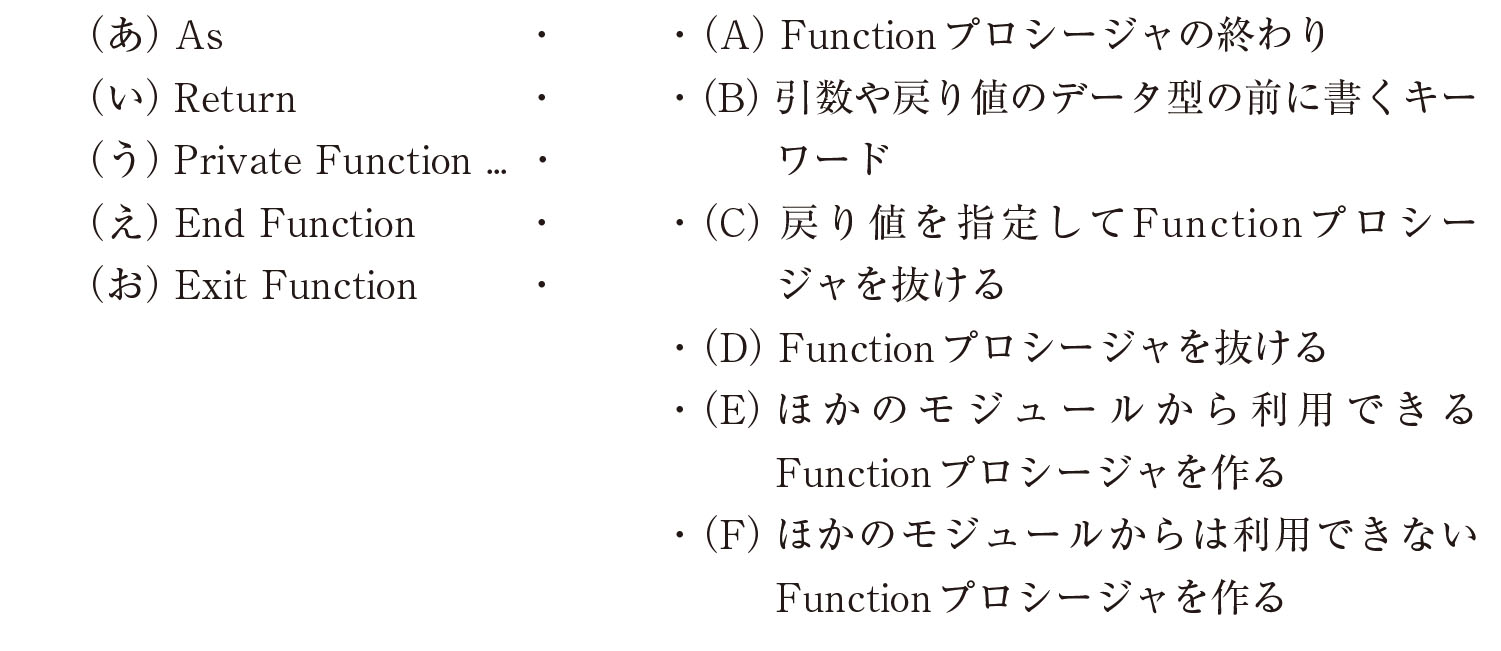 （あ）As ・ ・（A）Functionプロシージャの終わり
（い）Return ・ ・（B）引数や戻り値のデータ型の前に書くキー
（う）Private Function … ・ ワード
（え）End Function ・ ・（C）戻り値を指定してFunctionプロシー
（お）Exit Function ・ ジャを抜ける
・（D）Functionプロシージャを抜ける
・（E）ほかのモジュールから利用できる
Functionプロシージャを作る
・（F）ほかのモジュールからは利用できない
Functionプロシージャを作る